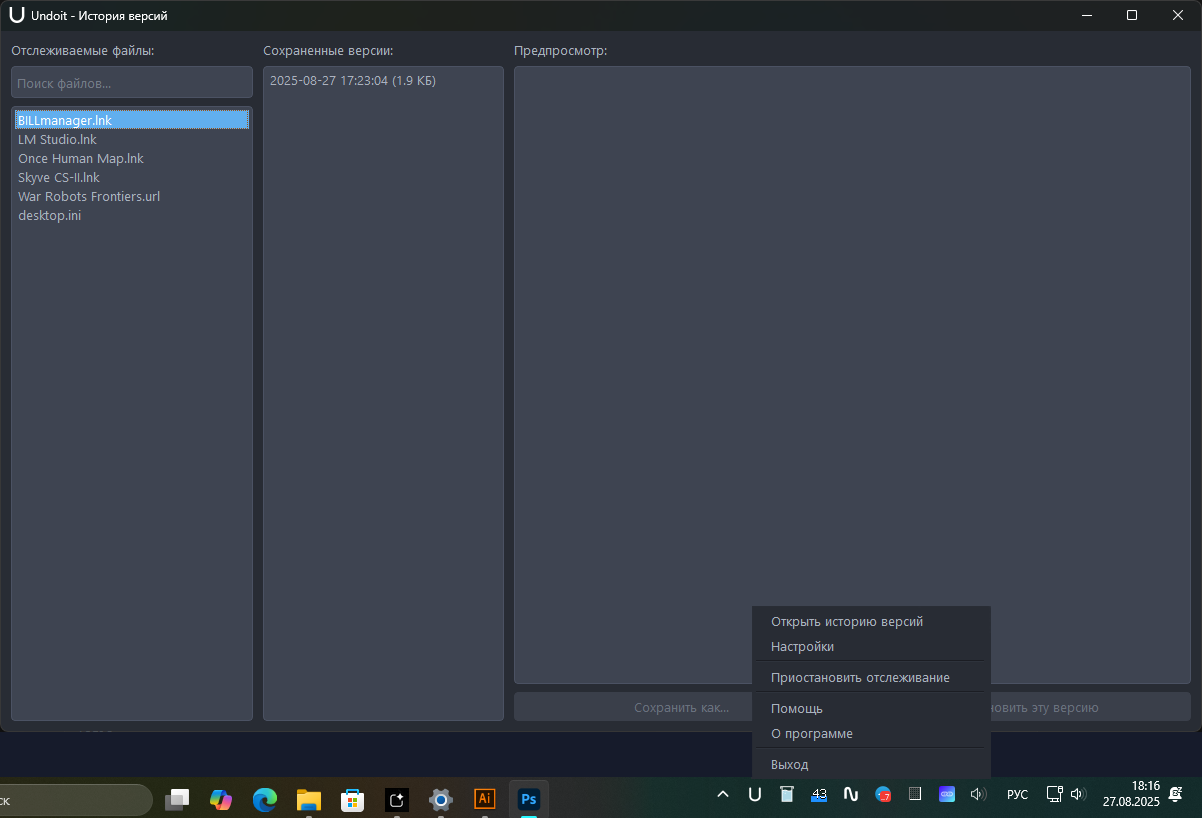 U Undoit - История версий
Отслеживаемые файлы:
Поиск файлов...
BILLmanager.lnk
LM Studio.lnk
Once Human Map.lnk
Skyve CS-II.lnk
War Robots Frontiers.url
desktop.ini
Сохраненные версии:
2025-08-27 17:23:04 (1.9 КБ)
Предпросмотр:
Сохранить как...
новить эту версию
Открыть историю версий
Настройки
Приостановить отслеживание
Помощь
О программе
Выход
ск
Ai
Ps
U
43
РУС
18:16
27.08.2025